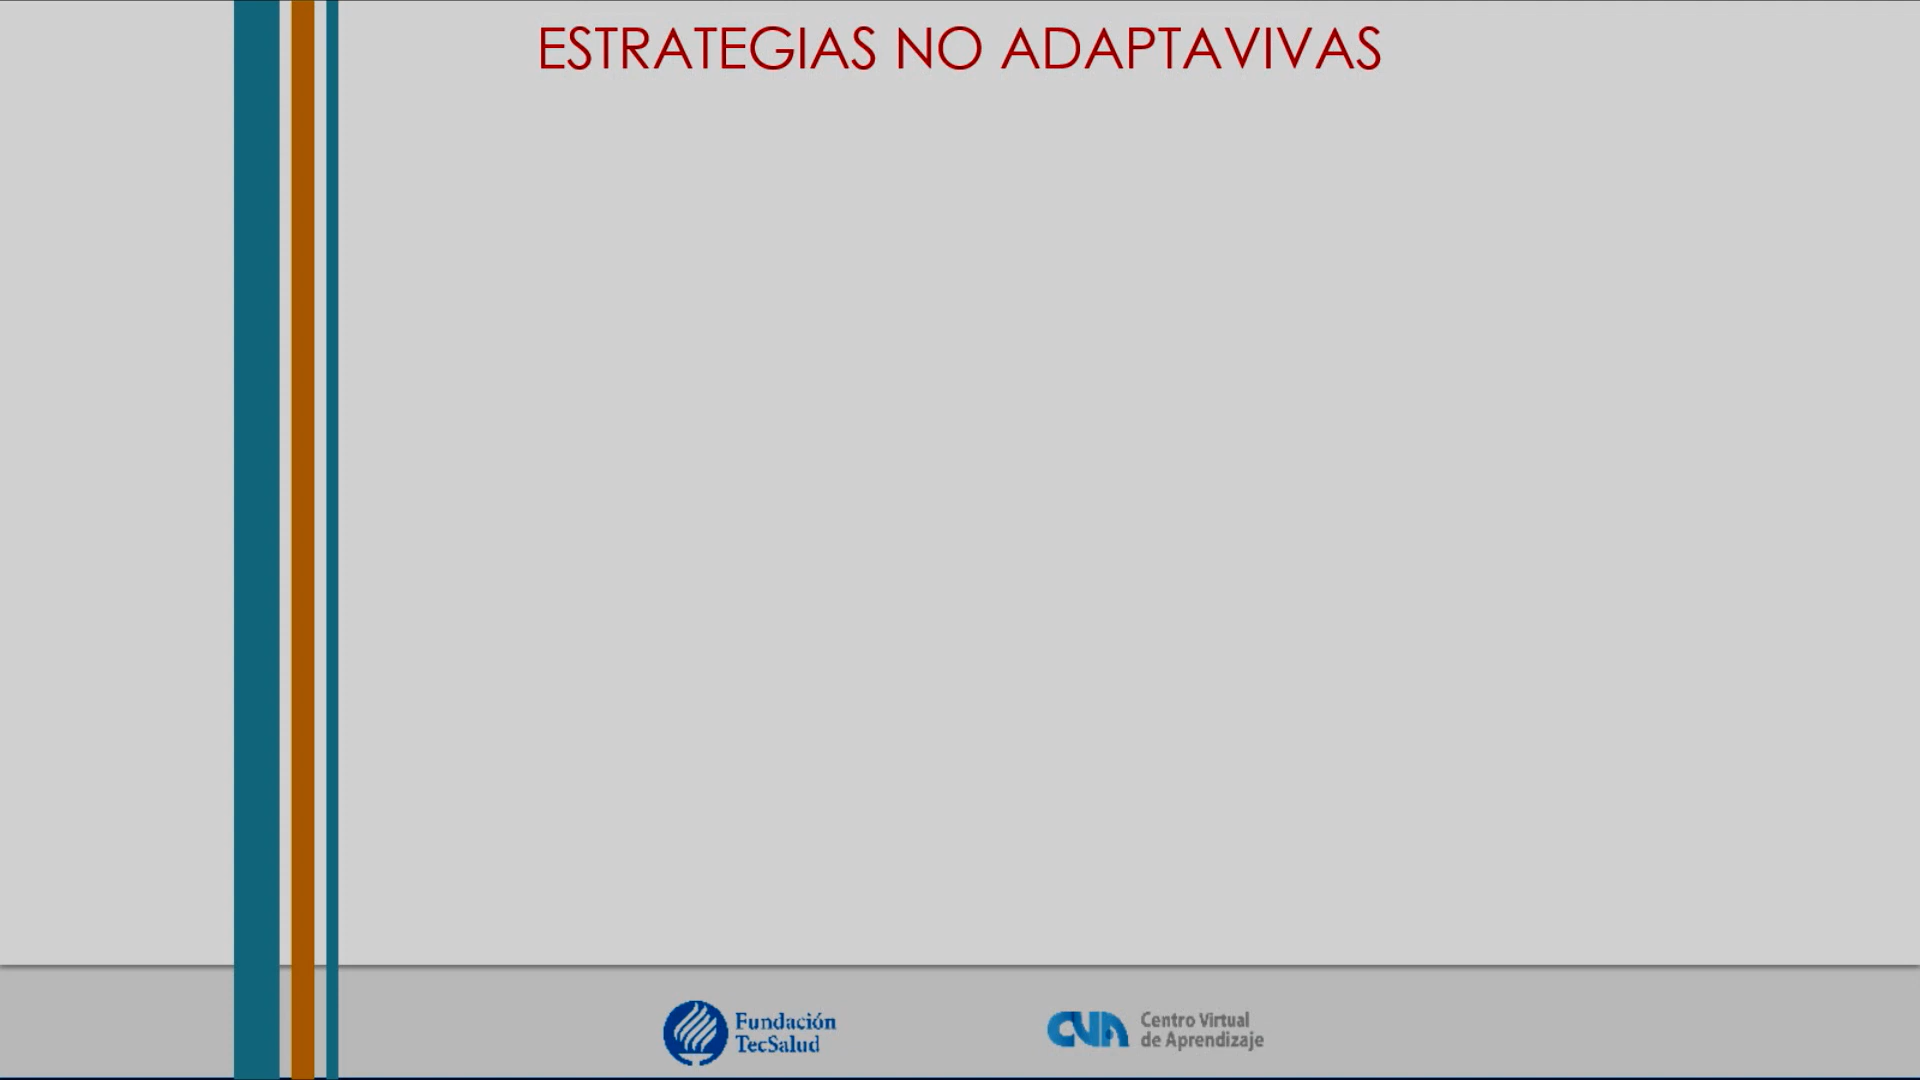 ESTRATEGIAS NO ADAPTAVIVAS
Fundación
TecSalud
CVA
Centro Virtual
de Aprendizaje